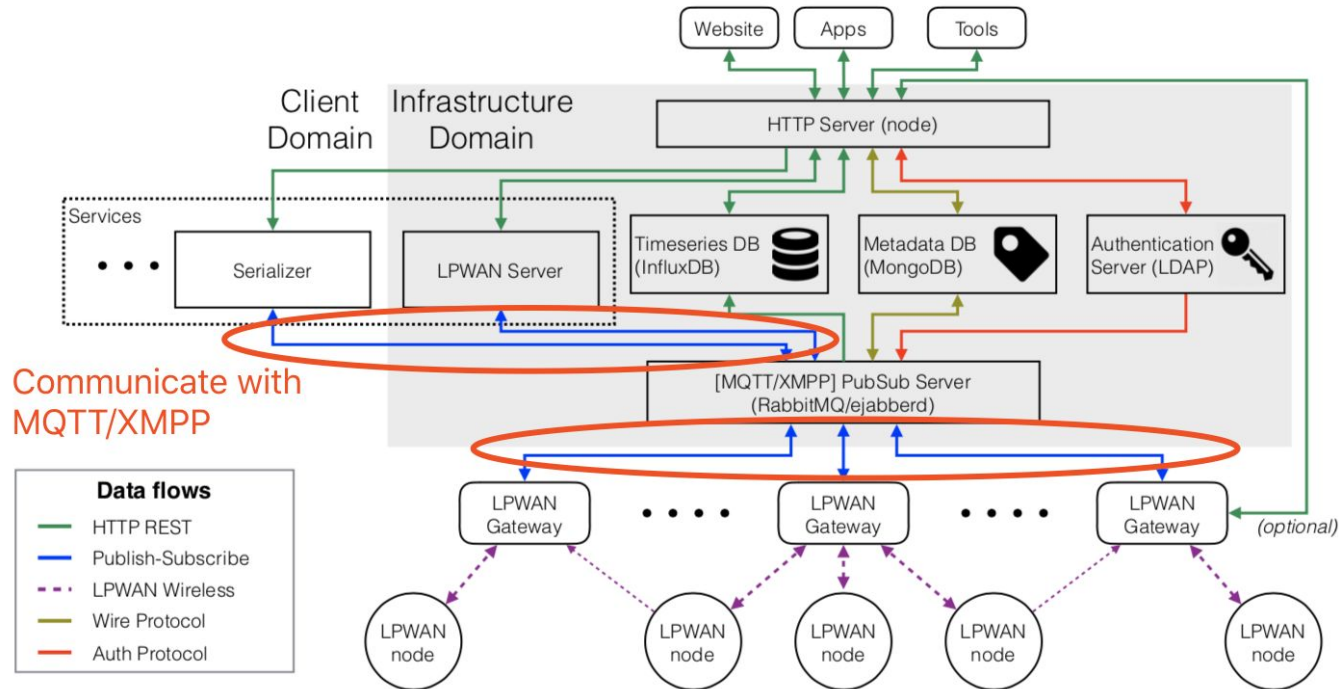 Website
Apps
Tools
Client
Domain
Infrastructure
Domain
HTTP Server (node)
Services
Serializer
LPWAN Server
Timeseries DB
(InfluxDB)
Metadata DB
(MongoDB)
Authentication
Server (LDAP)
Communicate with
MQTT/XMPP
[MQTT/XMPP] PubSub Server
(RabbitMQ/ejabberd)
Data flows
HTTP REST
Publish-Subscribe
LPWAN Wireless
Wire Protocol
Auth Protocol
LPWAN
Gateway
LPWAN
Gateway
LPWAN
Gateway
(optional)
LPWAN
node
LPWAN
node
LPWAN
node
LPWAN
node
LPWAN
node